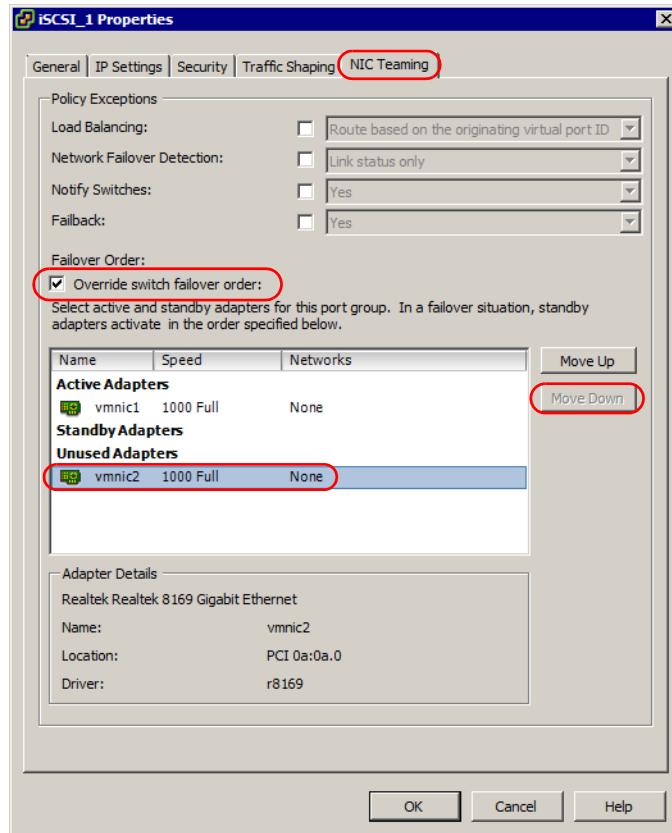 iSCSI_1 Properties
General IP Settings Security Traffic Shaping NIC Teaming
Policy Exceptions
Load Balancing: Route based on the originating virtual port ID
Network Failover Detection: Link status only
Notify Switches: Yes
Failback: Yes
Failover Order:
Override switch failover order:
Select active and standby adapters for this port group. In a failover situation, standby
adapters activate in the order specified below.
Name Speed Networks
Move Up
Active Adapters
vmnic1 1000 Full None
Move Down
Standby Adapters
Unused Adapters
vmnic2 1000 Full None
Adapter Details
Realtek Realtek 8169 Gigabit Ethernet
Name: vmnic2
Location: PCI 0a:0a.0
Driver: r8169
OK Cancel Help